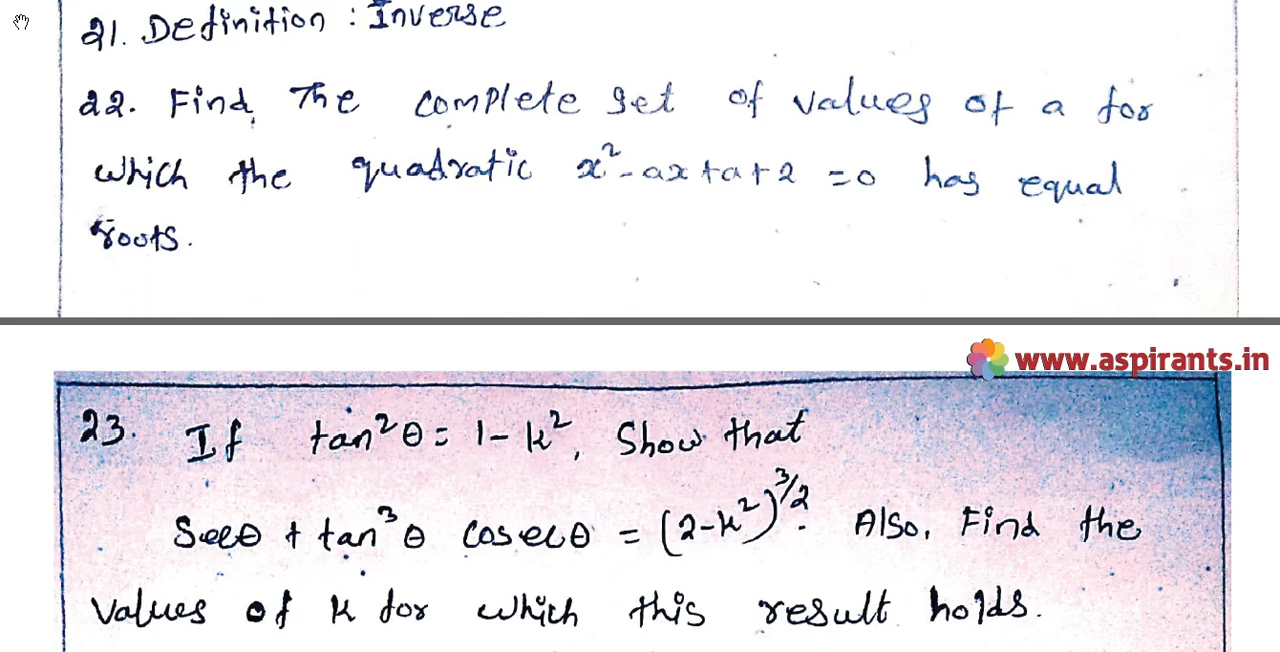 21. Definition : Inverse
22. Find The complete set of values of a for
which the quadratic x² - ax + a + 2 = 0 has equal
roots.
www.aspirants.in
23. If tan²θ = 1 - k², Show that
Secθ + tan³θ cosecθ = (2-k²)^3/2. Also, Find the
values of k for which this result holds.